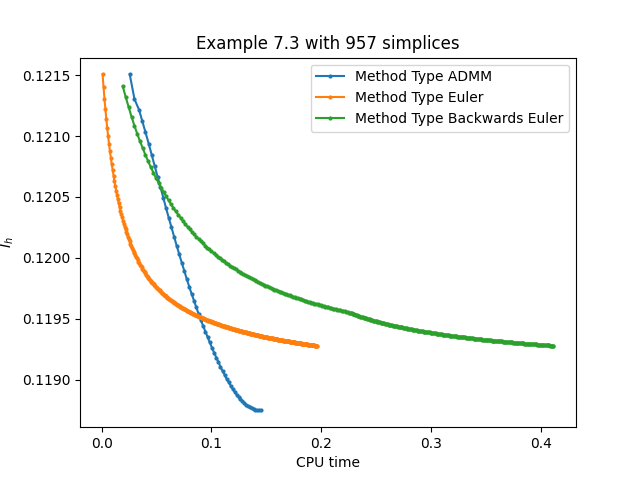 Example 7.3 with 957 simplices
Method Type ADMM
Method Type Euler
Method Type Backwards Euler
0.1215
0.1210
0.1205
0.1200
0.1195
0.1190
I_h
0.0 0.1 0.2 0.3 0.4
CPU time